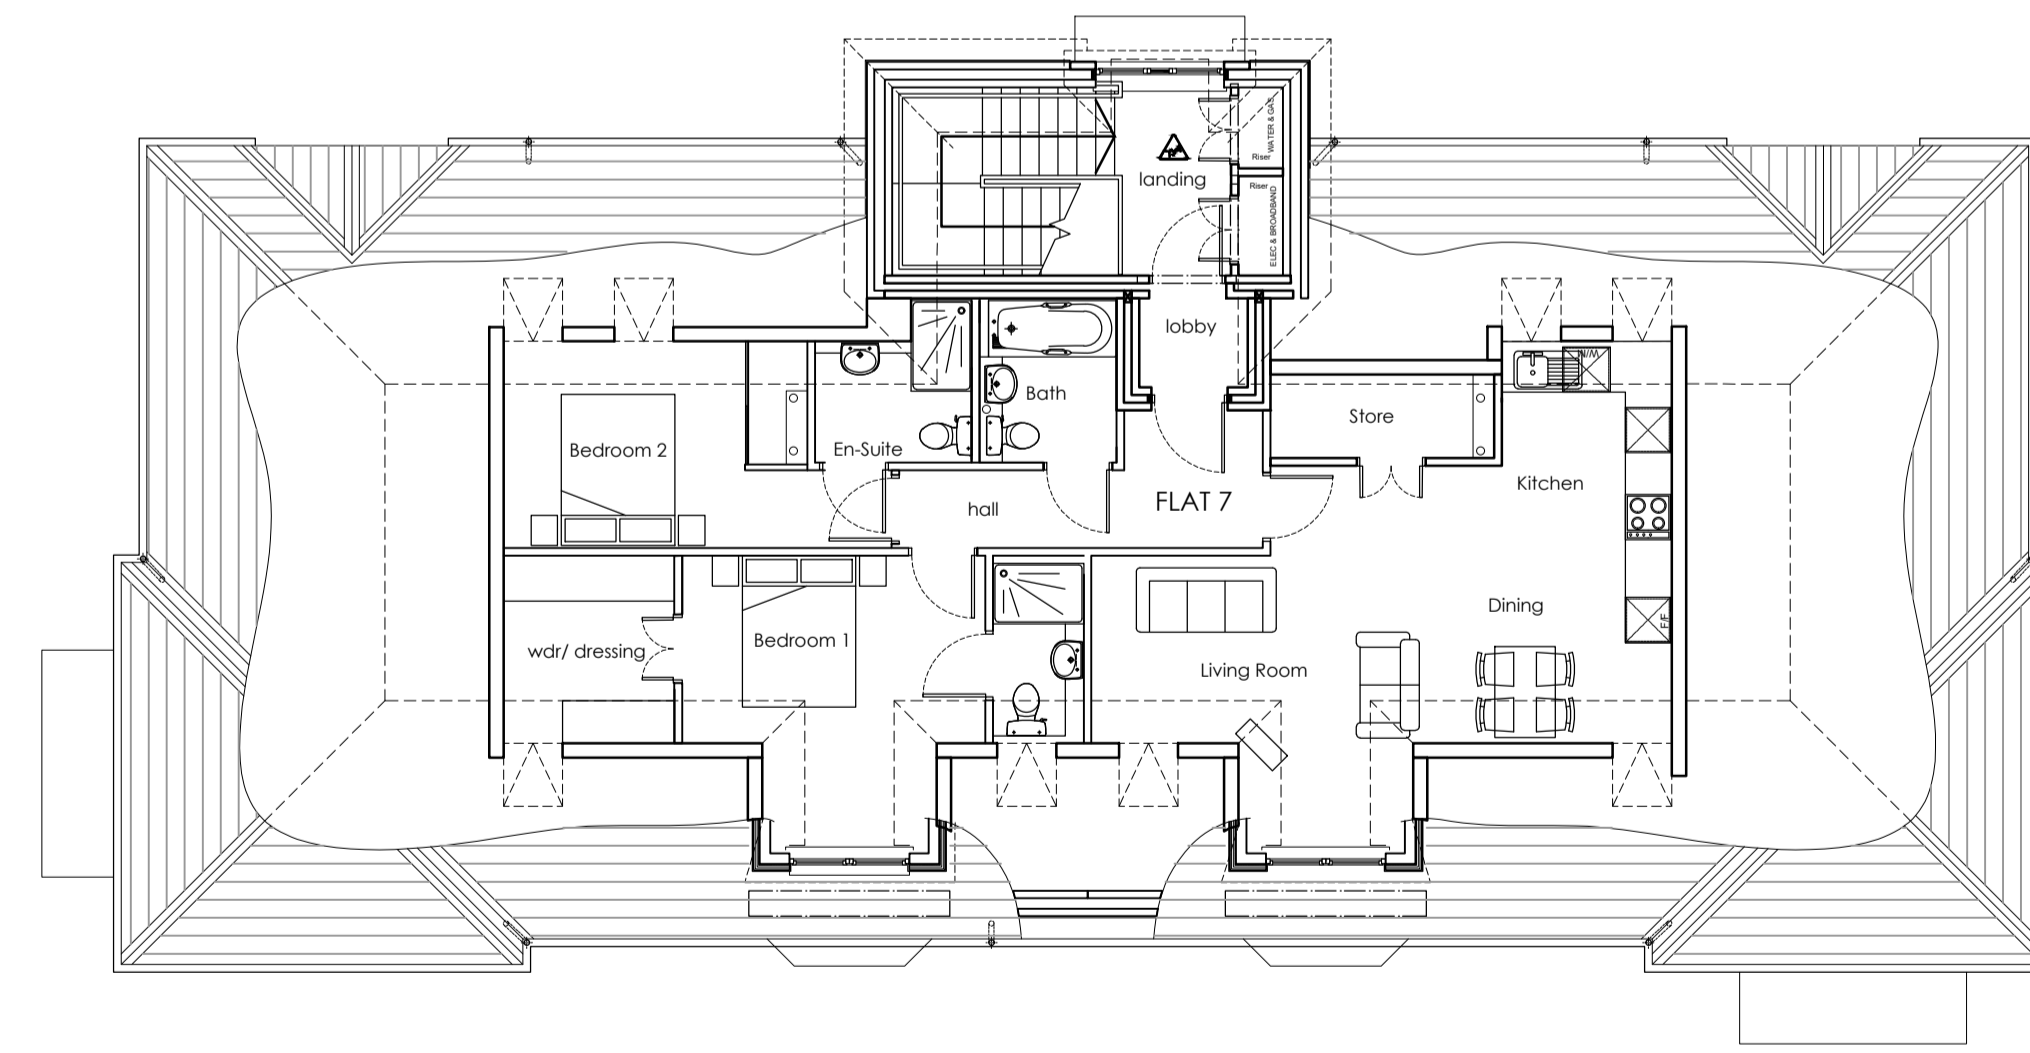 WATER & GAS
Riser
landing
Riser
ELEC & BROADBAND
lobby
W/M
Bath
Store
Bedroom 2
En-Suite
Kitchen
hall
FLAT 7
Dining
F/F
Bedroom 1
wdr/ dressing
Living Room